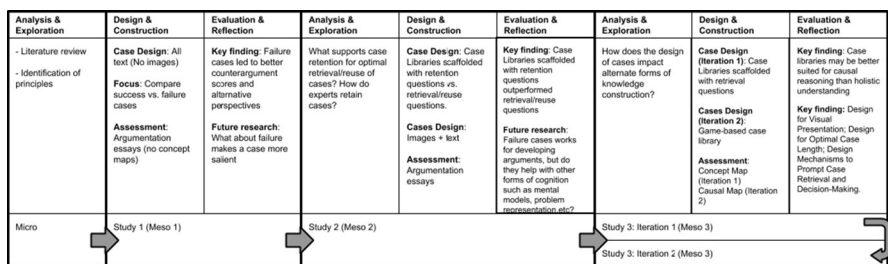 Analysis &
Exploration
- Literature review
- Identification of
principles
Design &
Construction
Case Design: All
text (No images)
Focus: Compare
success vs. failure
cases
Assessment:
Argumentation
essays (no concept
maps)
Evaluation &
Reflection
Key finding: Failure
cases led to better
counterargument
scores and
alternative
perspectives
Future research:
What about failure
makes a case more
salient
Analysis &
Exploration
What supports case
retention for optimal
retrieval/reuse of
cases? How do
experts retain
cases?
Design &
Construction
Case Design: Case
Libraries scaffolded
with retention
questions vs.
retrieval/reuse
questions.
Cases Design:
Images + text
Assessment:
Argumentation
essays
Evaluation &
Reflection
Key finding: Case
Libraries scaffolded
with retention
questions
outperformed
retrieval/reuse
questions
Future research:
Failure cases works
for developing
arguments, but do
they help with other
forms of cognition
such as mental
models, problem
representation,etc?
Analysis &
Exploration
How does the design
of cases impact
alternate forms of
knowledge
construction?
Design &
Construction
Case Design
(Iteration 1): Case
Libraries scaffolded
with retrieval
questions
Cases Design
(Iteration 2):
Game-based case
library
Assessment:
Concept Map
(Iteration 1)
Causal Map (Iteration
2)
Evaluation &
Reflection
Key finding: Case
libraries may be better
suited for causal
reasoning than holistic
understanding
Key finding: Design
for Visual
Presentation; Design
for Optimal Case
Length; Design
Mechanisms to
Prompt Case
Retrieval and
Decision-Making.
Micro
Study 1 (Meso 1)
Study 2 (Meso 2)
Study 3: Iteration 1 (Meso 3)
Study 3: Iteration 2 (Meso 3)